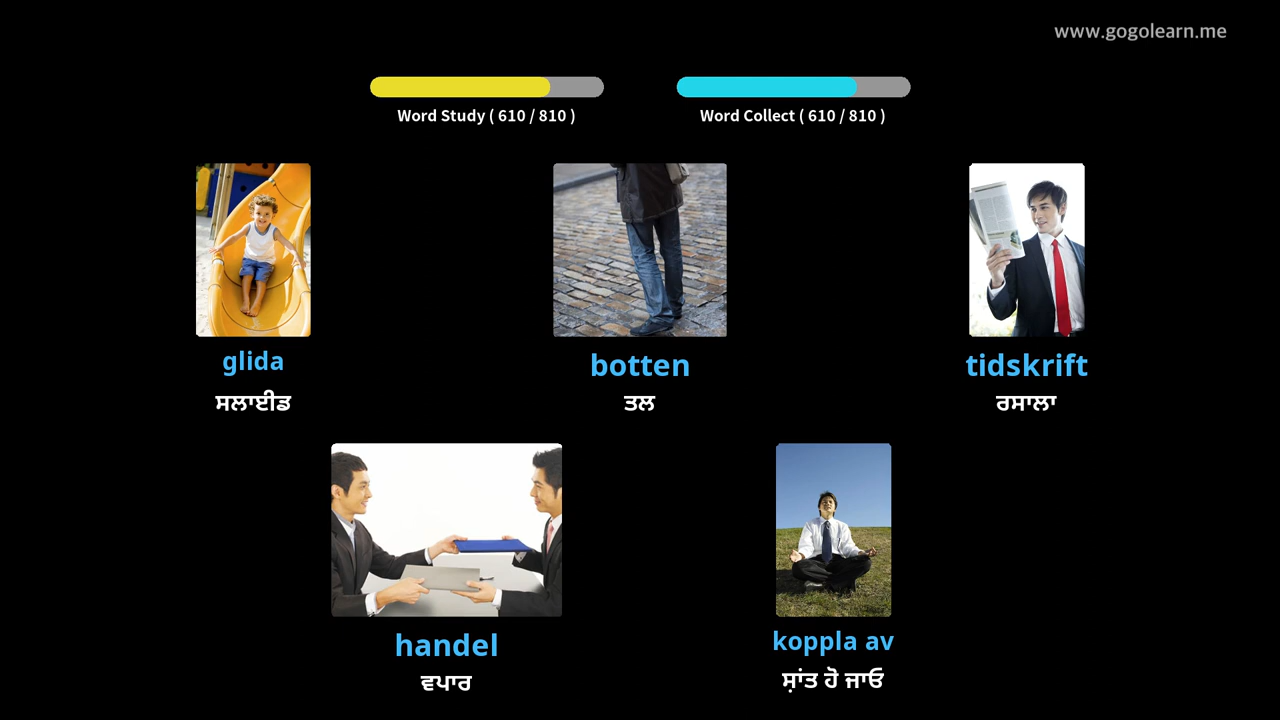 www.gogolearn.me
Word Study ( 610 / 810 )
Word Collect ( 610 / 810 )
glida
ਸਲਾਈਡ
botten
ਤਲ
tidskrift
ਰਸਾਲਾ
handel
ਵਪਾਰ
koppla av
ਸ਼ਾਂਤ ਹੋ ਜਾਓ